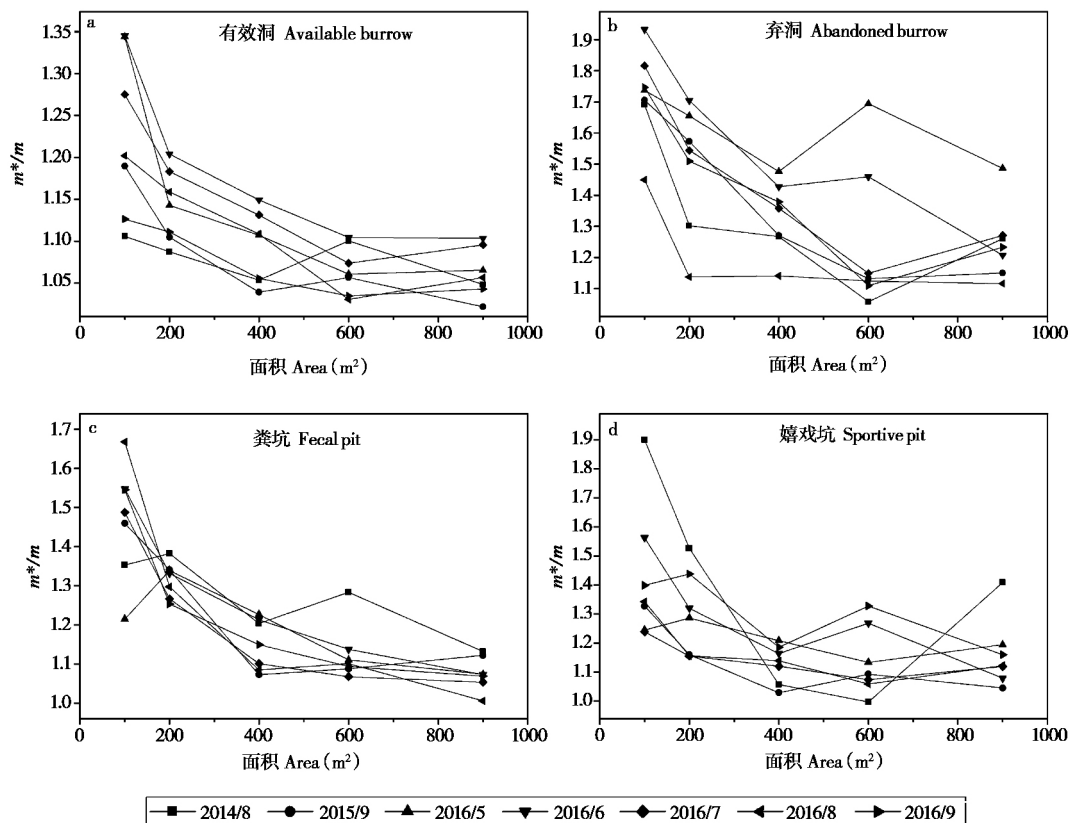 a
有效洞 Available burrow
m*/m
1.35
1.30
1.25
1.20
1.15
1.10
1.05
0 200 400 600 800 1000
面积 Area（m²）
b
弃洞 Abandoned burrow
m*/m
1.9
1.8
1.7
1.6
1.5
1.4
1.3
1.2
1.1
0 200 400 600 800 1000
面积 Area（m²）
c
粪坑 Fecal pit
m*/m
1.7
1.6
1.5
1.4
1.3
1.2
1.1
1.0
0 200 400 600 800 1000
面积 Area（m²）
d
嬉戏坑 Sportive pit
m*/m
1.9
1.8
1.7
1.6
1.5
1.4
1.3
1.2
1.1
1.0
0 200 400 600 800 1000
面积 Area（m²）
2014/8 2015/9 2016/5 2016/6 2016/7 2016/8 2016/9